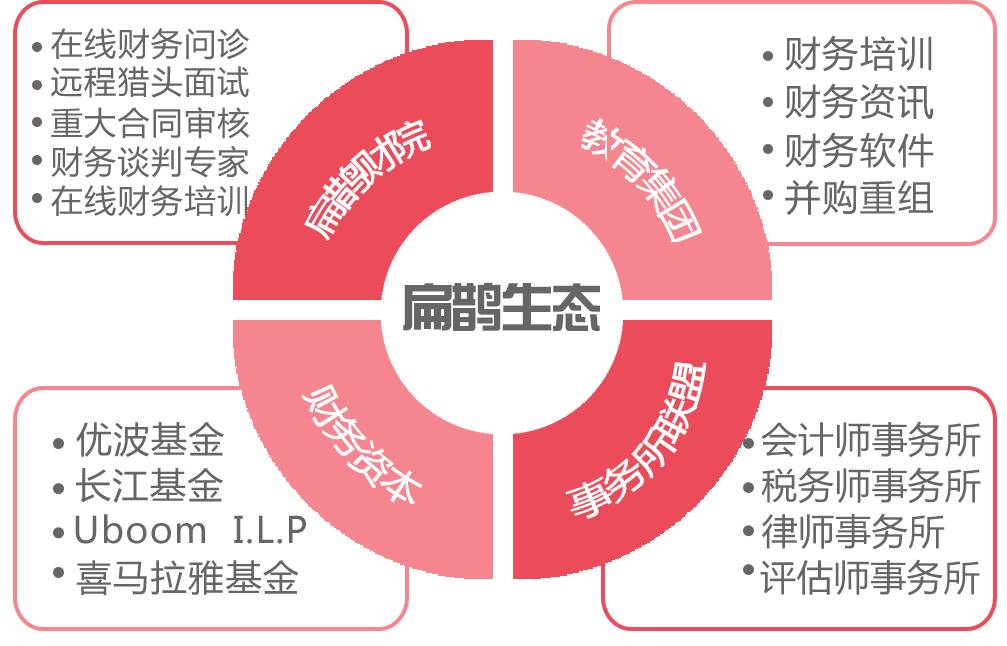 在线财务问诊
远程猎头面试
重大合同审核
财务谈判专家
在线财务培训
扁鹊财院
教育集团
财务培训
财务资讯
财务软件
并购重组
扁鹊生态
优波基金
长江基金
Uboom I.L.P
喜马拉雅基金
财务资本
事务所联盟
会计师事务所
税务师事务所
律师事务所
评估师事务所